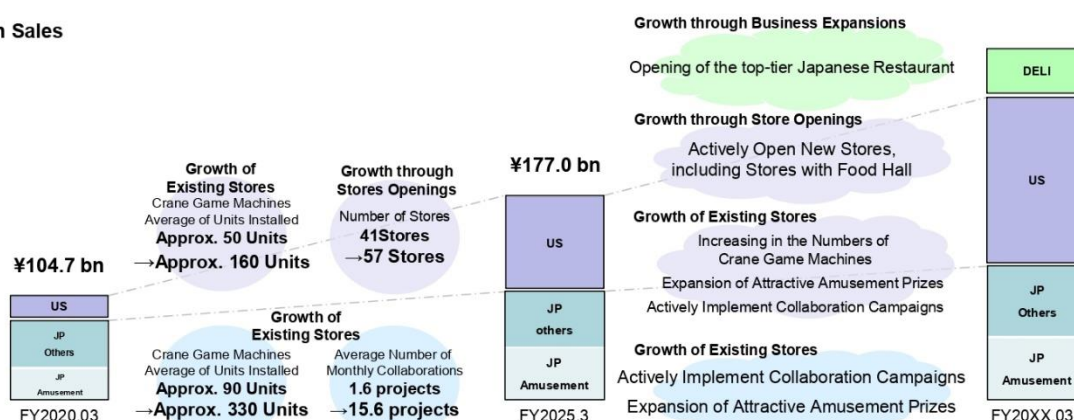 n Sales
¥104.7 bn
US
JP
Others
JP
Amusement
FY2020.03
Growth of
Existing Stores
Crane Game Machines
Average of Units Installed
Approx. 50 Units
→Approx. 160 Units
Growth through
Stores Openings
Number of Stores
41Stores
→57 Stores
Growth of
Existing Stores
Crane Game Machines
Average of Units Installed
Approx. 90 Units
→Approx. 330 Units
Average Number of
Monthly Collaborations
1.6 projects
→15.6 projects
¥177.0 bn
US
JP
others
JP
Amusement
FY2025.3
Growth through Business Expansions
Opening of the top-tier Japanese Restaurant
Growth through Store Openings
Actively Open New Stores,
including Stores with Food Hall
Growth of Existing Stores
Increasing in the Numbers of
Crane Game Machines
Expansion of Attractive Amusement Prizes
Actively Implement Collaboration Campaigns
Growth of Existing Stores
Actively Implement Collaboration Campaigns
Expansion of Attractive Amusement Prizes
DELI
US
JP
Others
JP
Amusement
FY20XX.03